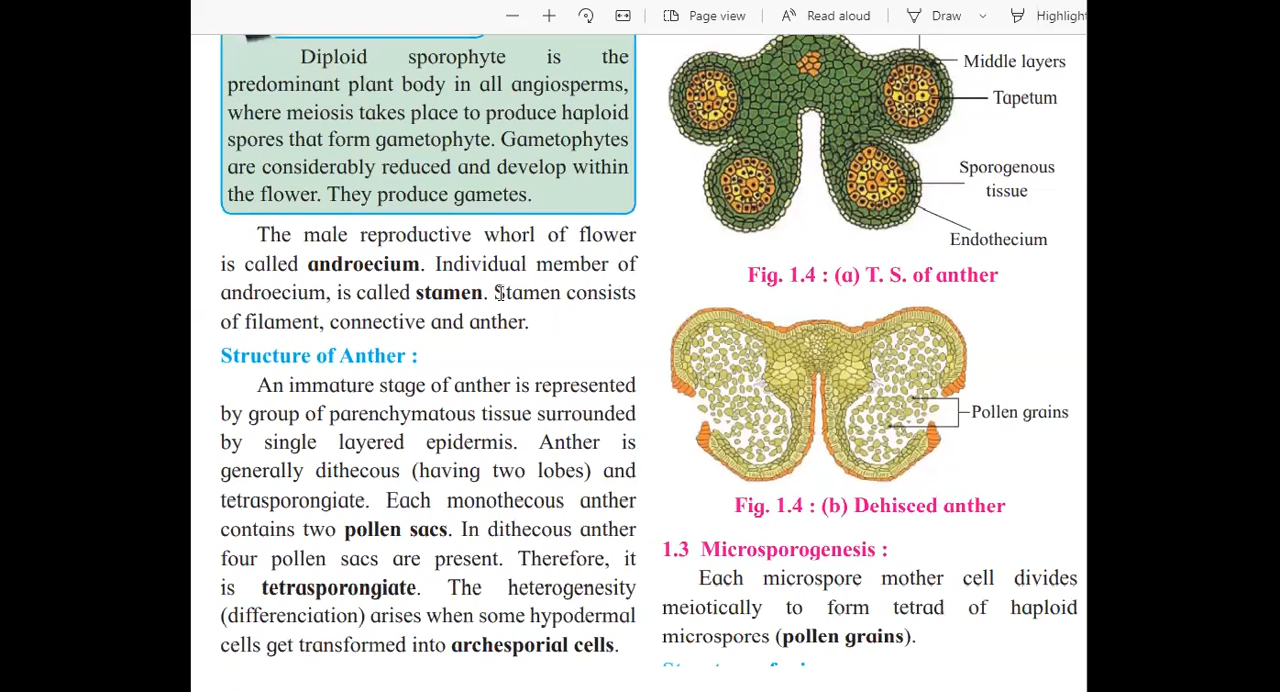 Page view
Read aloud
Draw
Highlight
Diploid sporophyte is the
predominant plant body in all angiosperms,
where meiosis takes place to produce haploid
spores that form gametophyte. Gametophytes
are considerably reduced and develop within
the flower. They produce gametes.
The male reproductive whorl of flower
is called androecium. Individual member of
androecium, is called stamen. Stamen consists
of filament, connective and anther.
Structure of Anther :
An immature stage of anther is represented
by group of parenchymatous tissue surrounded
by single layered epidermis. Anther is
generally dithecous (having two lobes) and
tetrasporongiate. Each monothecous anther
contains two pollen sacs. In dithecous anther
four pollen sacs are present. Therefore, it
is tetrasporongiate. The heterogenesity
(differenciation) arises when some hypodermal
cells get transformed into archesporial cells.
Middle layers
Tapetum
Sporogenous
tissue
Endothecium
Fig. 1.4 : (a) T. S. of anther
Pollen grains
Fig. 1.4 : (b) Dehisced anther
1.3 Microsporogenesis :
Each microspore mother cell divides
meiotically to form tetrad of haploid
microspores (pollen grains).